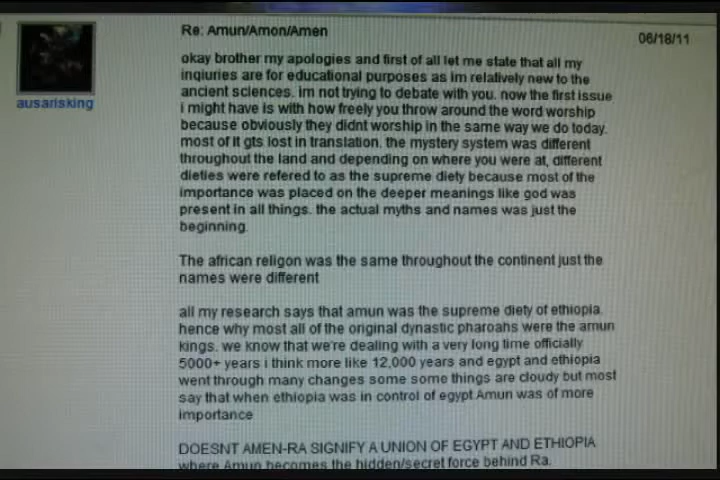 Re: Amun/Amon/Amen
06/18/11
ausarisking
okay brother my apologies and first of all let me state that all my
inqiuries are for educational purposes as im relatively new to the
ancient sciences. im not trying to debate with you. now the first issue
i might have is with how freely you throw around the word worship
because obviously they didnt worship in the same way we do today.
most of it gts lost in translation. the mystery system was different
throughout the land and depending on where you were at, different
dieties were refered to as the supreme diety because most of the
importance was placed on the deeper meanings like god was
present in all things. the actual myths and names was just the
beginning.
The african religon was the same throughout the continent just the
names were different
all my research says that amun was the supreme diety of ethiopia.
hence why most all of the original dynastic pharoahs were the amun
kings. we know that we're dealing with a very long time officially
5000+ years i think more like 12,000 years and egypt and ethiopia
went through many changes some some things are cloudy but most
say that when ethiopia was in control of egypt Amun was of more
importance
DOESNT AMEN-RA SIGNIFY A UNION OF EGYPT AND ETHIOPIA
where Amun becomes the hidden/secret force behind Ra.